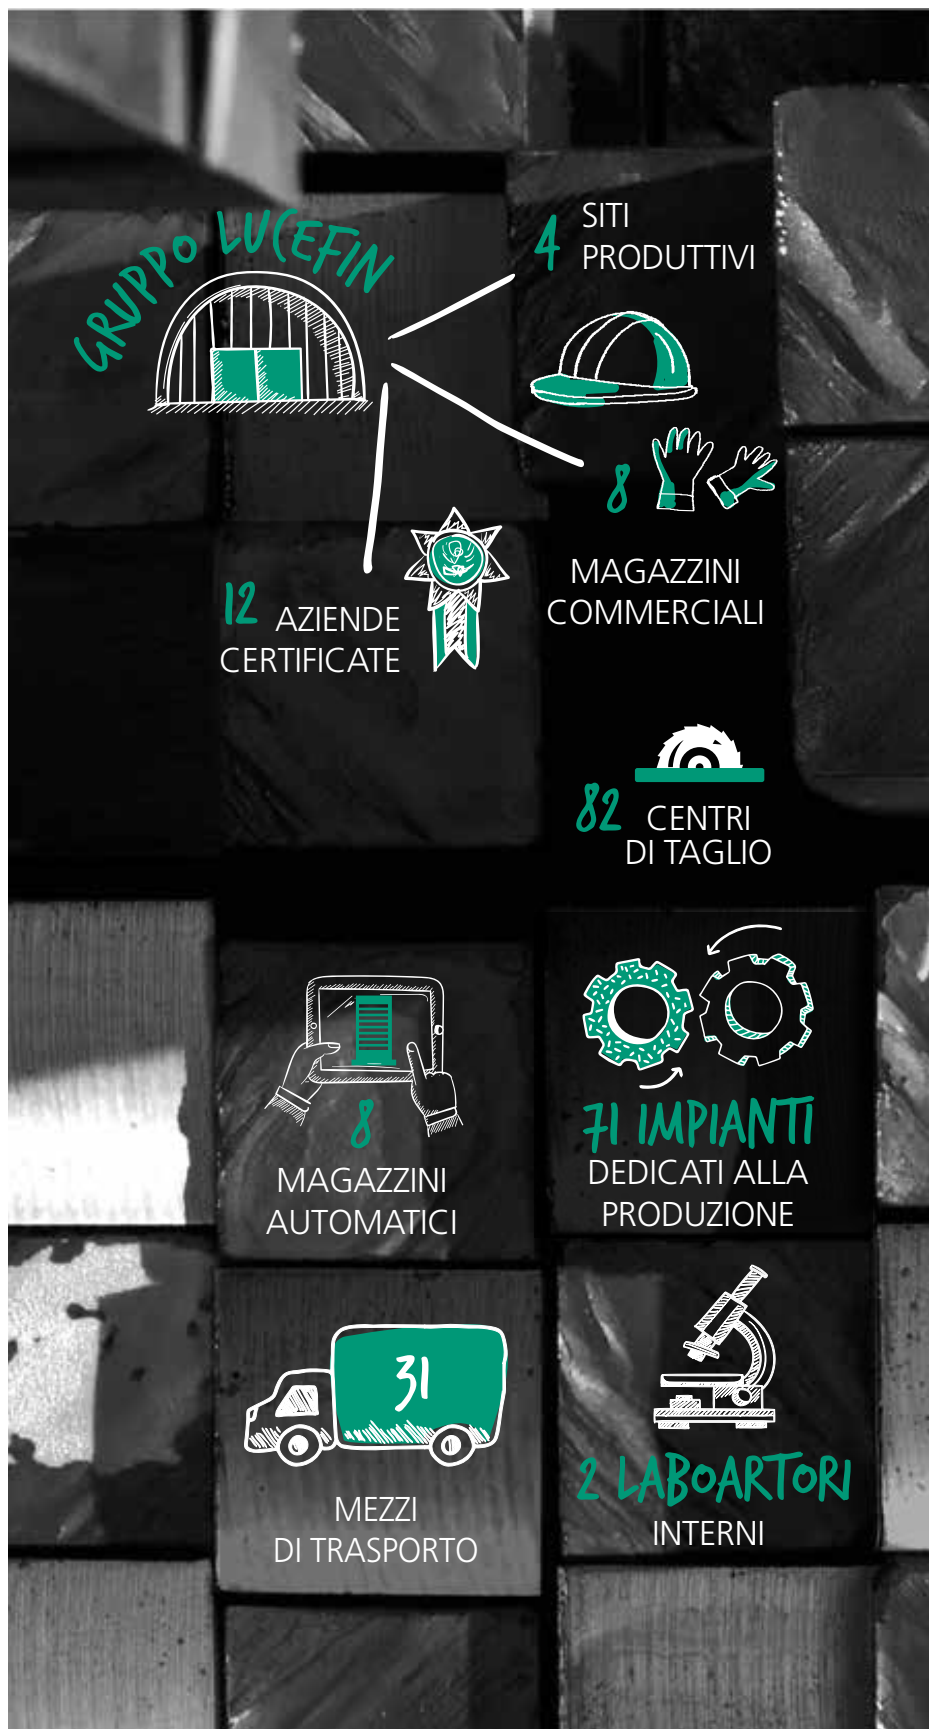 GRUPPO LUCEFIN
4 SITI
PRODUTTIVI
8
MAGAZZINI
COMMERCIALI
12 AZIENDE
CERTIFICATE
82 CENTRI
DI TAGLIO
8
MAGAZZINI
AUTOMATICI
71 IMPIANTI
DEDICATI ALLA
PRODUZIONE
31
MEZZI
DI TRASPORTO
2 LABOARTORI
INTERNI